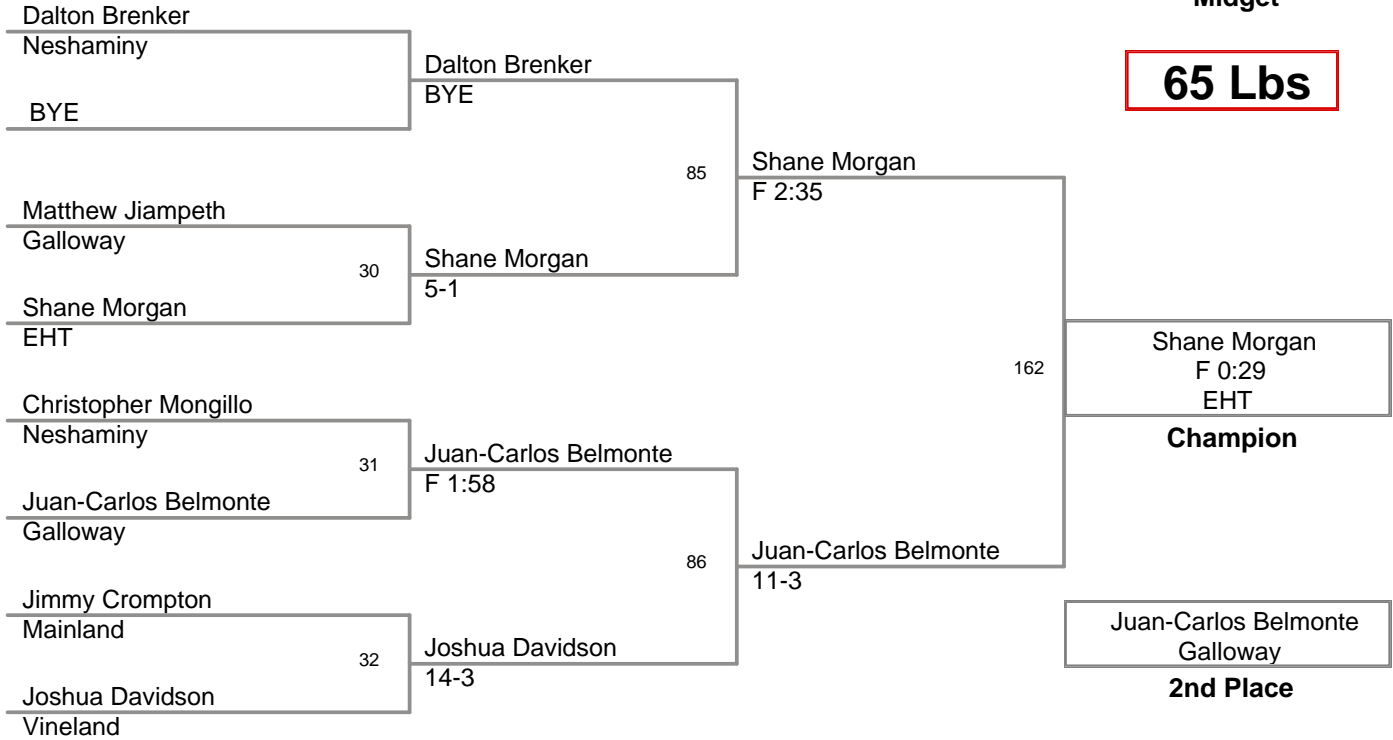 Midget
65 Lbs
Dalton Brenker
Neshaminy
BYE
Dalton Brenker
BYE
Matthew Jiampeth
Galloway
30
Shane Morgan
EHT
Shane Morgan
5-1
85
Shane Morgan
F 2:35
Christopher Mongillo
Neshaminy
31
Juan-Carlos Belmonte
Galloway
Juan-Carlos Belmonte
F 1:58
Jimmy Crompton
Mainland
32
Joshua Davidson
Vineland
Joshua Davidson
14-3
86
Juan-Carlos Belmonte
11-3
162
Shane Morgan
F 0:29
EHT
Champion
Juan-Carlos Belmonte
Galloway
2nd Place